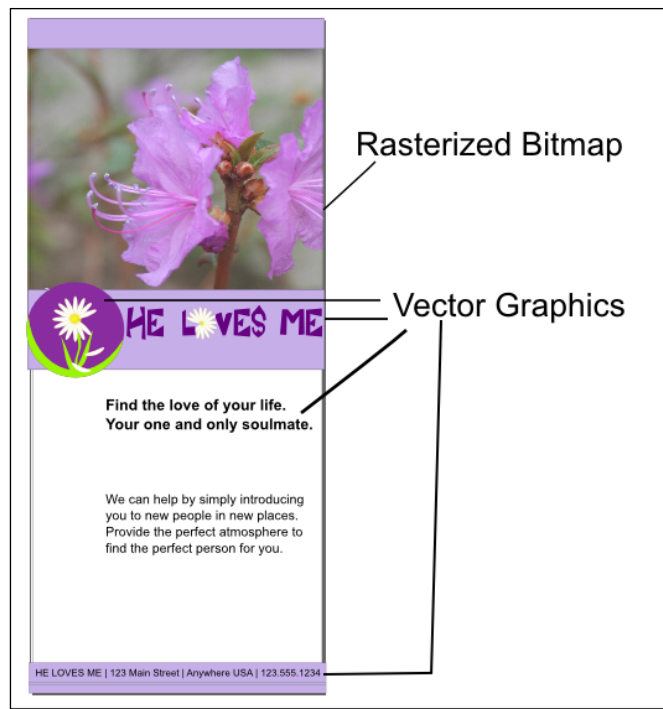 Rasterized Bitmap
Vector Graphics
HE LOVES ME
Find the love of your life.
Your one and only soulmate.
We can help by simply introducing
you to new people in new places.
Provide the perfect atmosphere to
find the perfect person for you.
HE LOVES ME | 123 Main Street | Anywhere USA | 123.555.1234